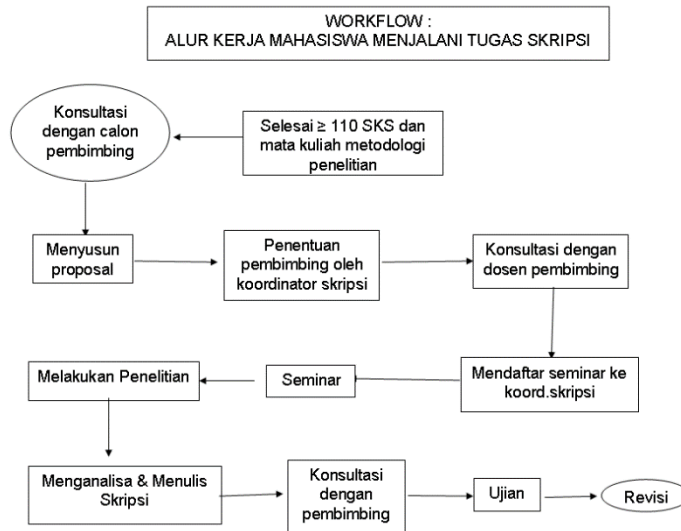 WORKFLOW :
ALUR KERJA MAHASISWA MENJALANI TUGAS SKRIPSI
Konsultasi
dengan calon
pembimbing
Selesai ≥ 110 SKS dan
mata kuliah metodologi
penelitian
Menyusun
proposal
Penentuan
pembimbing oleh
koordinator skripsi
Konsultasi dengan
dosen pembimbing
Mendaftar seminar ke
koord.skripsi
Seminar
Melakukan Penelitian
Menganalisa & Menulis
Skripsi
Konsultasi
dengan
pembimbing
Ujian
Revisi